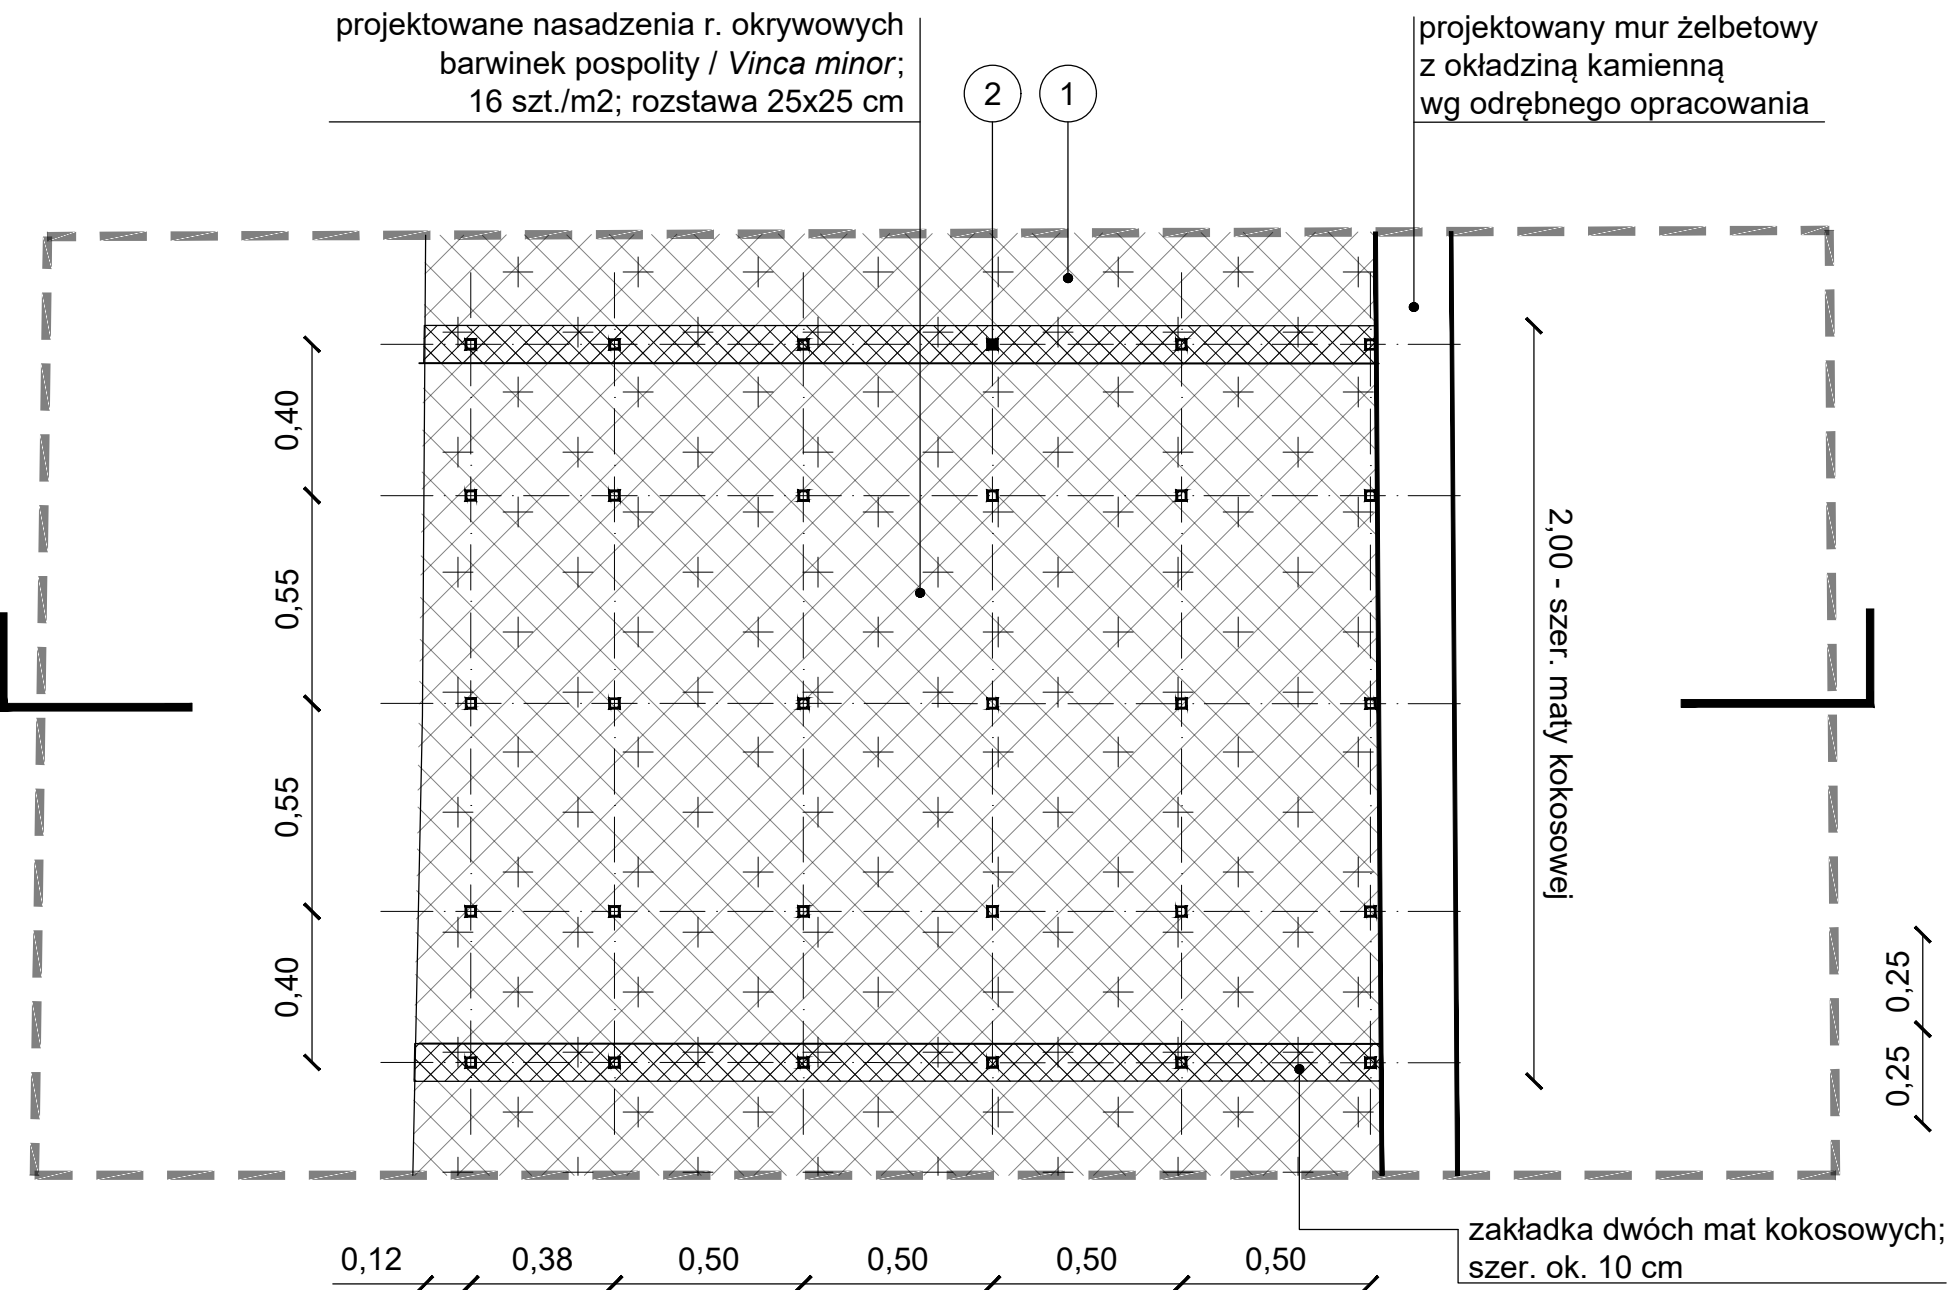 projektowane nasadzenia r. okrywowych
barwinek pospolity / Vinca minor;
16 szt./m2; rozstawa 25x25 cm
2
1
projektowany mur żelbetowy
z okładziną kamienną
wg odrębnego opracowania
0,40
0,55
0,55
0,40
2,00 - szer. maty kokosowej
0,25
0,25
zakładka dwóch mat kokosowych;
szer. ok. 10 cm
0,12
0,38
0,50
0,50
0,50
0,50